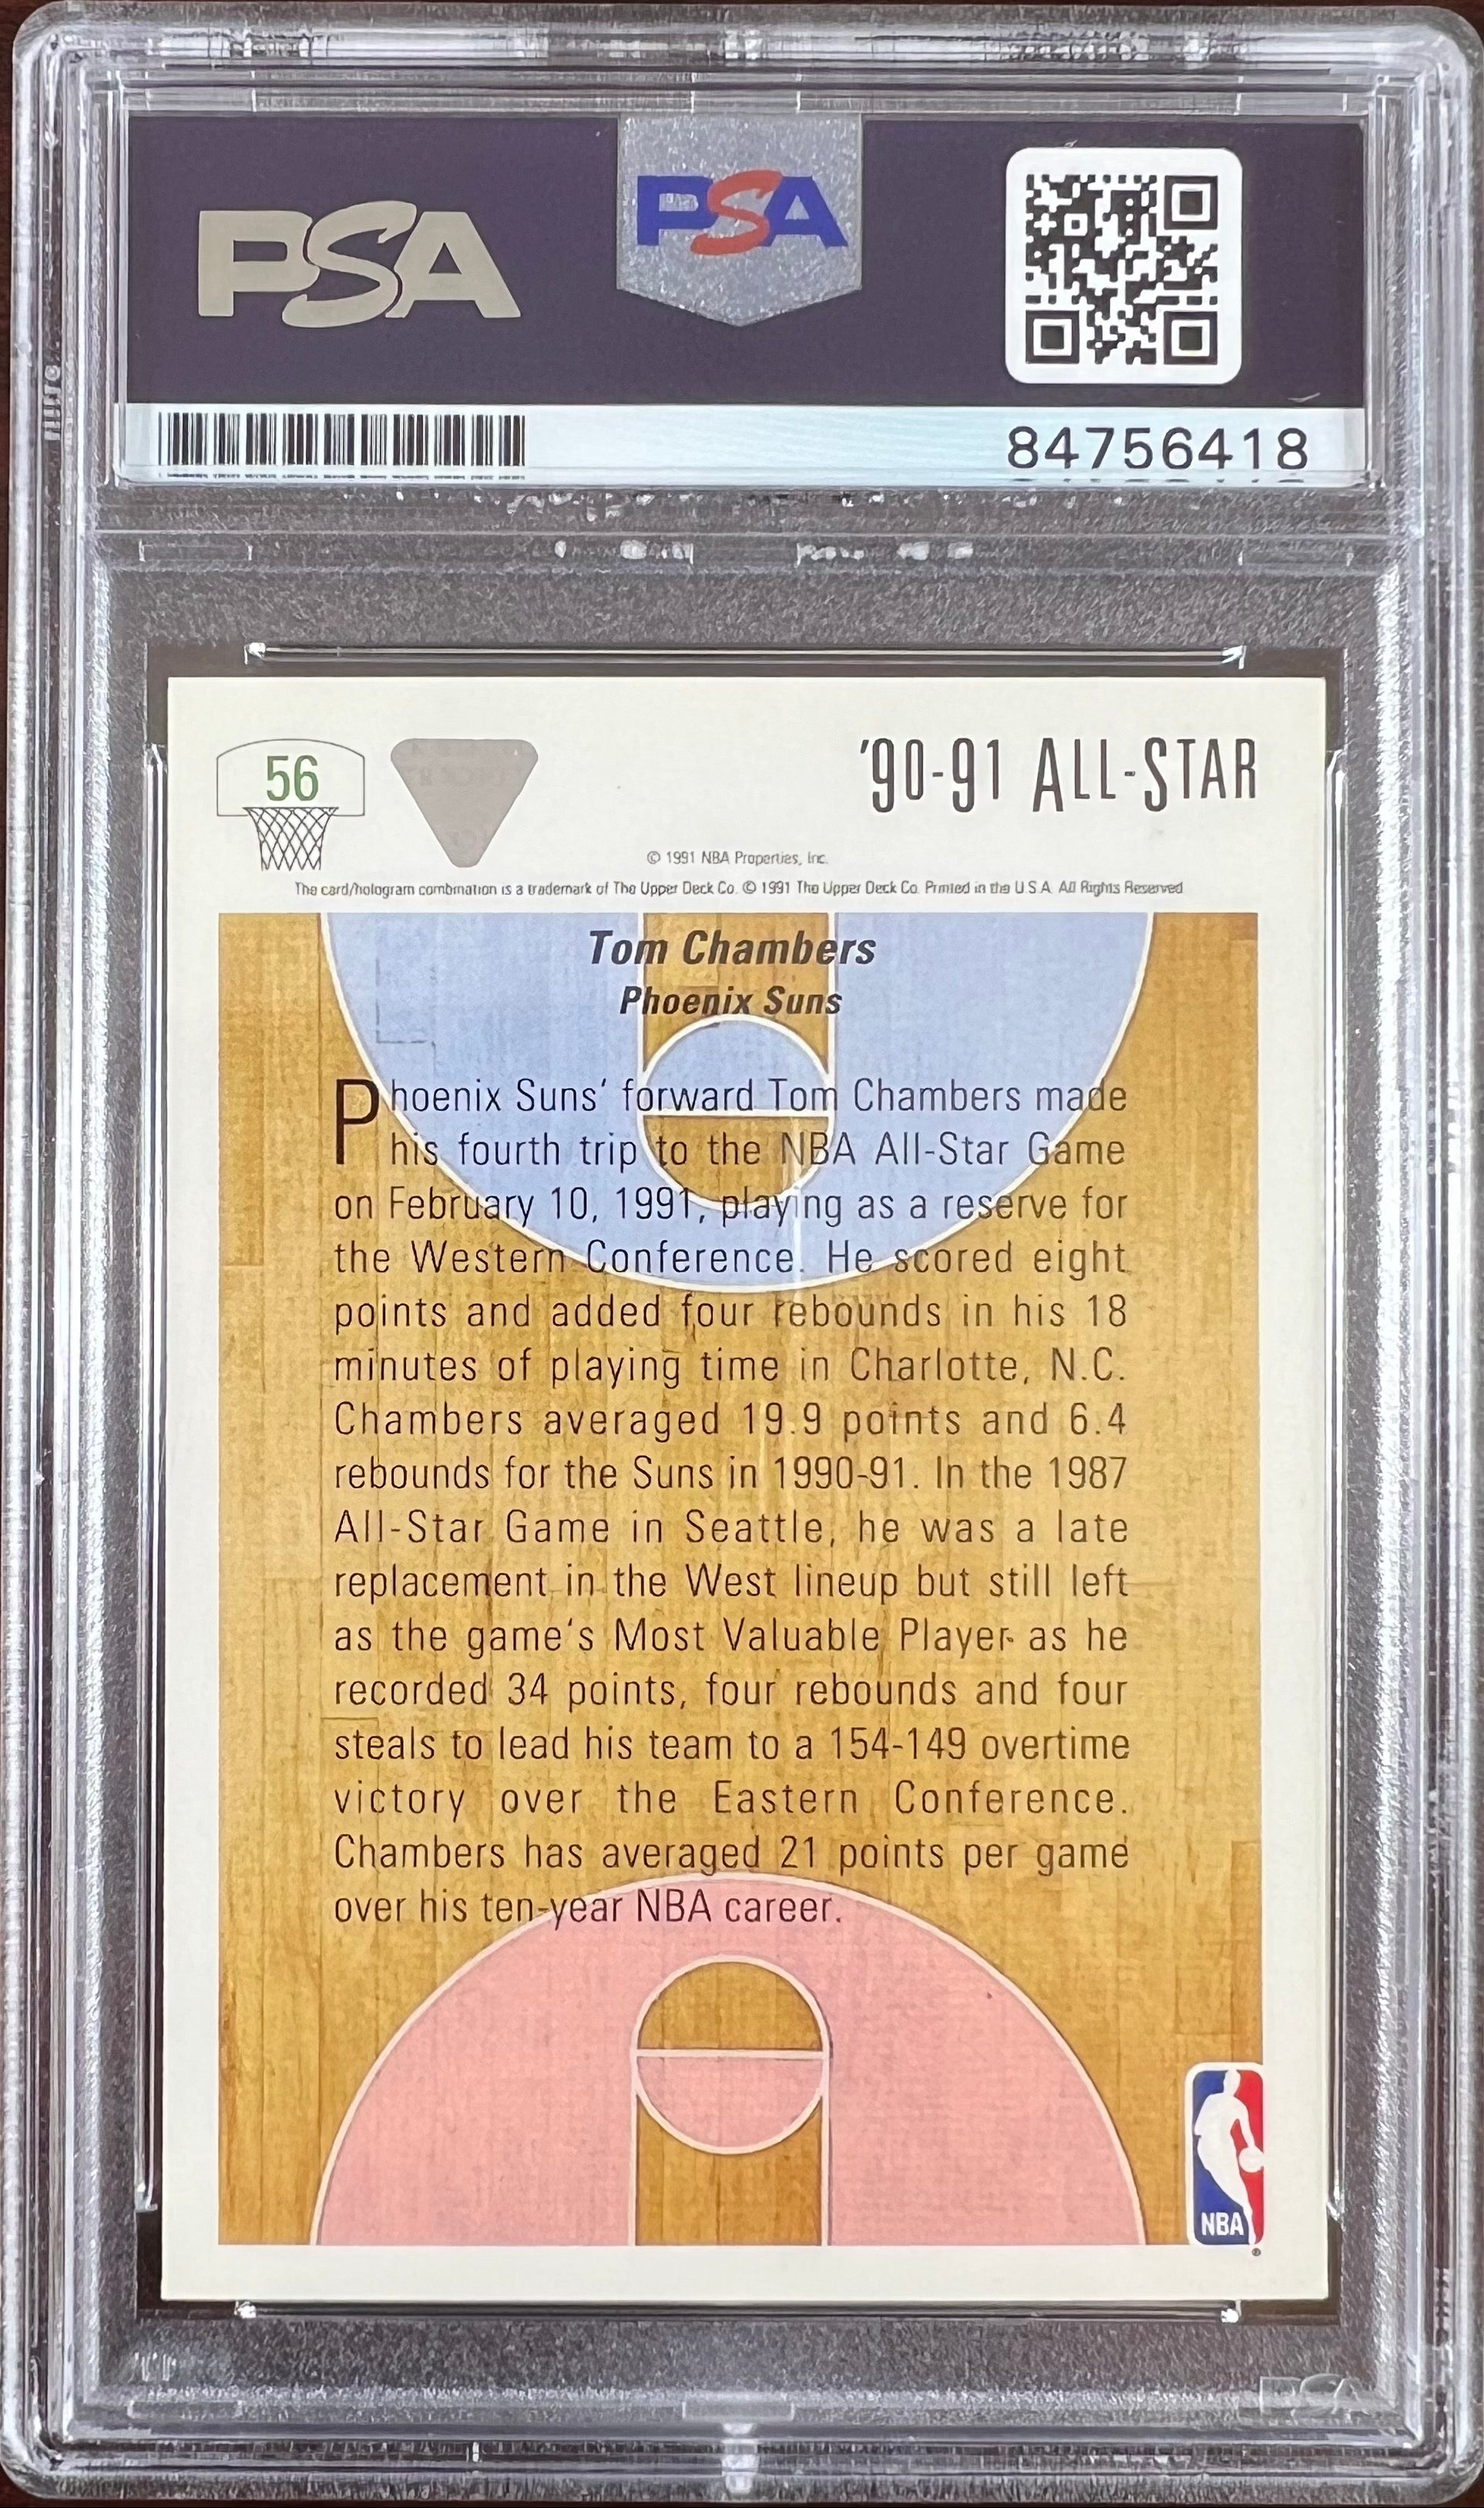 PSA
PSA
84756418
56
'90-91 ALL-STAR
© 1991 NBA Properties, Inc.
The card/hologram combination is a trademark of The Upper Deck Co. © 1991 The Upper Deck Co. Printed in the U.S.A. All Rights Reserved
Tom Chambers
Phoenix Suns
Phoenix Suns' forward Tom Chambers made
his fourth trip to the NBA All-Star Game
on February 10, 1991, playing as a reserve for
the Western Conference. He scored eight
points and added four rebounds in his 18
minutes of playing time in Charlotte, N.C.
Chambers averaged 19.9 points and 6.4
rebounds for the Suns in 1990-91. In the 1987
All-Star Game in Seattle, he was a late
replacement in the West lineup but still left
as the game's Most Valuable Player as he
recorded 34 points, four rebounds and four
steals to lead his team to a 154-149 overtime
victory over the Eastern Conference.
Chambers has averaged 21 points per game
over his ten-year NBA career.
NBA
PSA